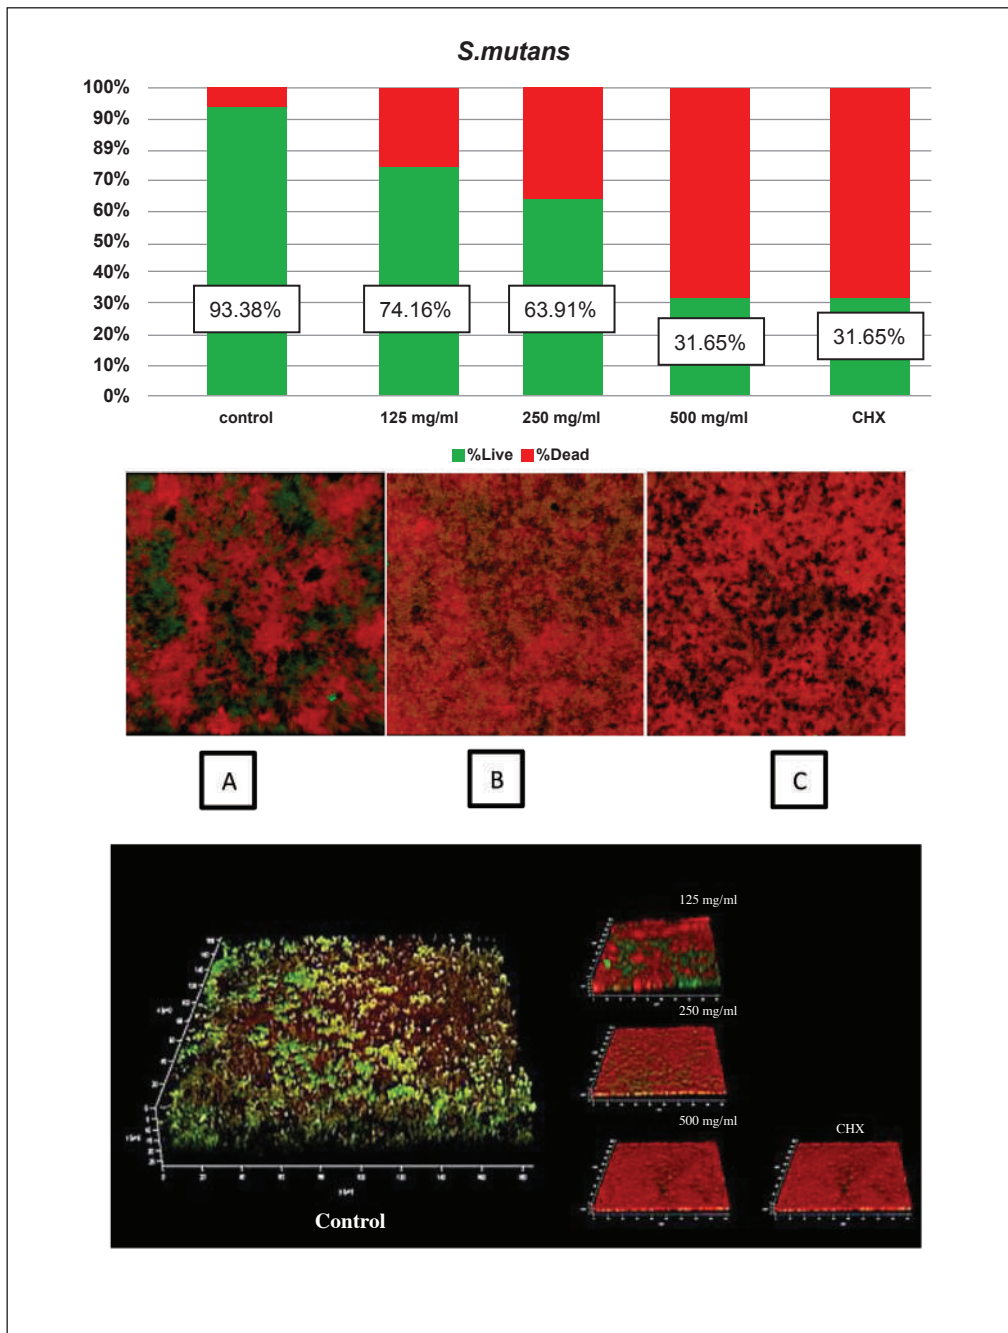 S.mutans
100%
90%
89%
70%
60%
50%
40%
30%
20%
10%
0%
93.38%
74.16%
63.91%
31.65%
31.65%
control
125 mg/ml
250 mg/ml
500 mg/ml
CHX
%Live %Dead
A
B
C
125 mg/ml
250 mg/ml
500 mg/ml
CHX
Control